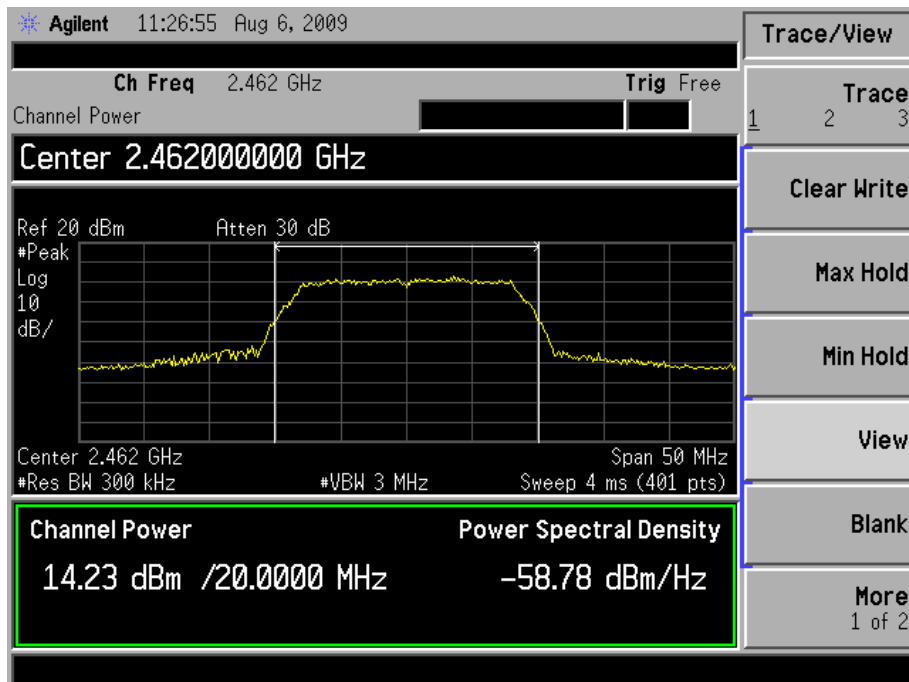 Agilent 11:26:55 Aug 6, 2009
Trace/View
Ch Freq 2.462 GHz Trig Free
Channel Power
Trace
1 2 3
Center 2.462000000 GHz
Clear Write
Ref 20 dBm Atten 30 dB
#Peak
Log
10
dB/
Max Hold
Min Hold
View
Center 2.462 GHz Span 50 MHz
#Res BW 300 kHz #VBW 3 MHz Sweep 4 ms (401 pts)
Channel Power Power Spectral Density
Blank
14.23 dBm /20.0000 MHz -58.78 dBm/Hz
More
1 of 2